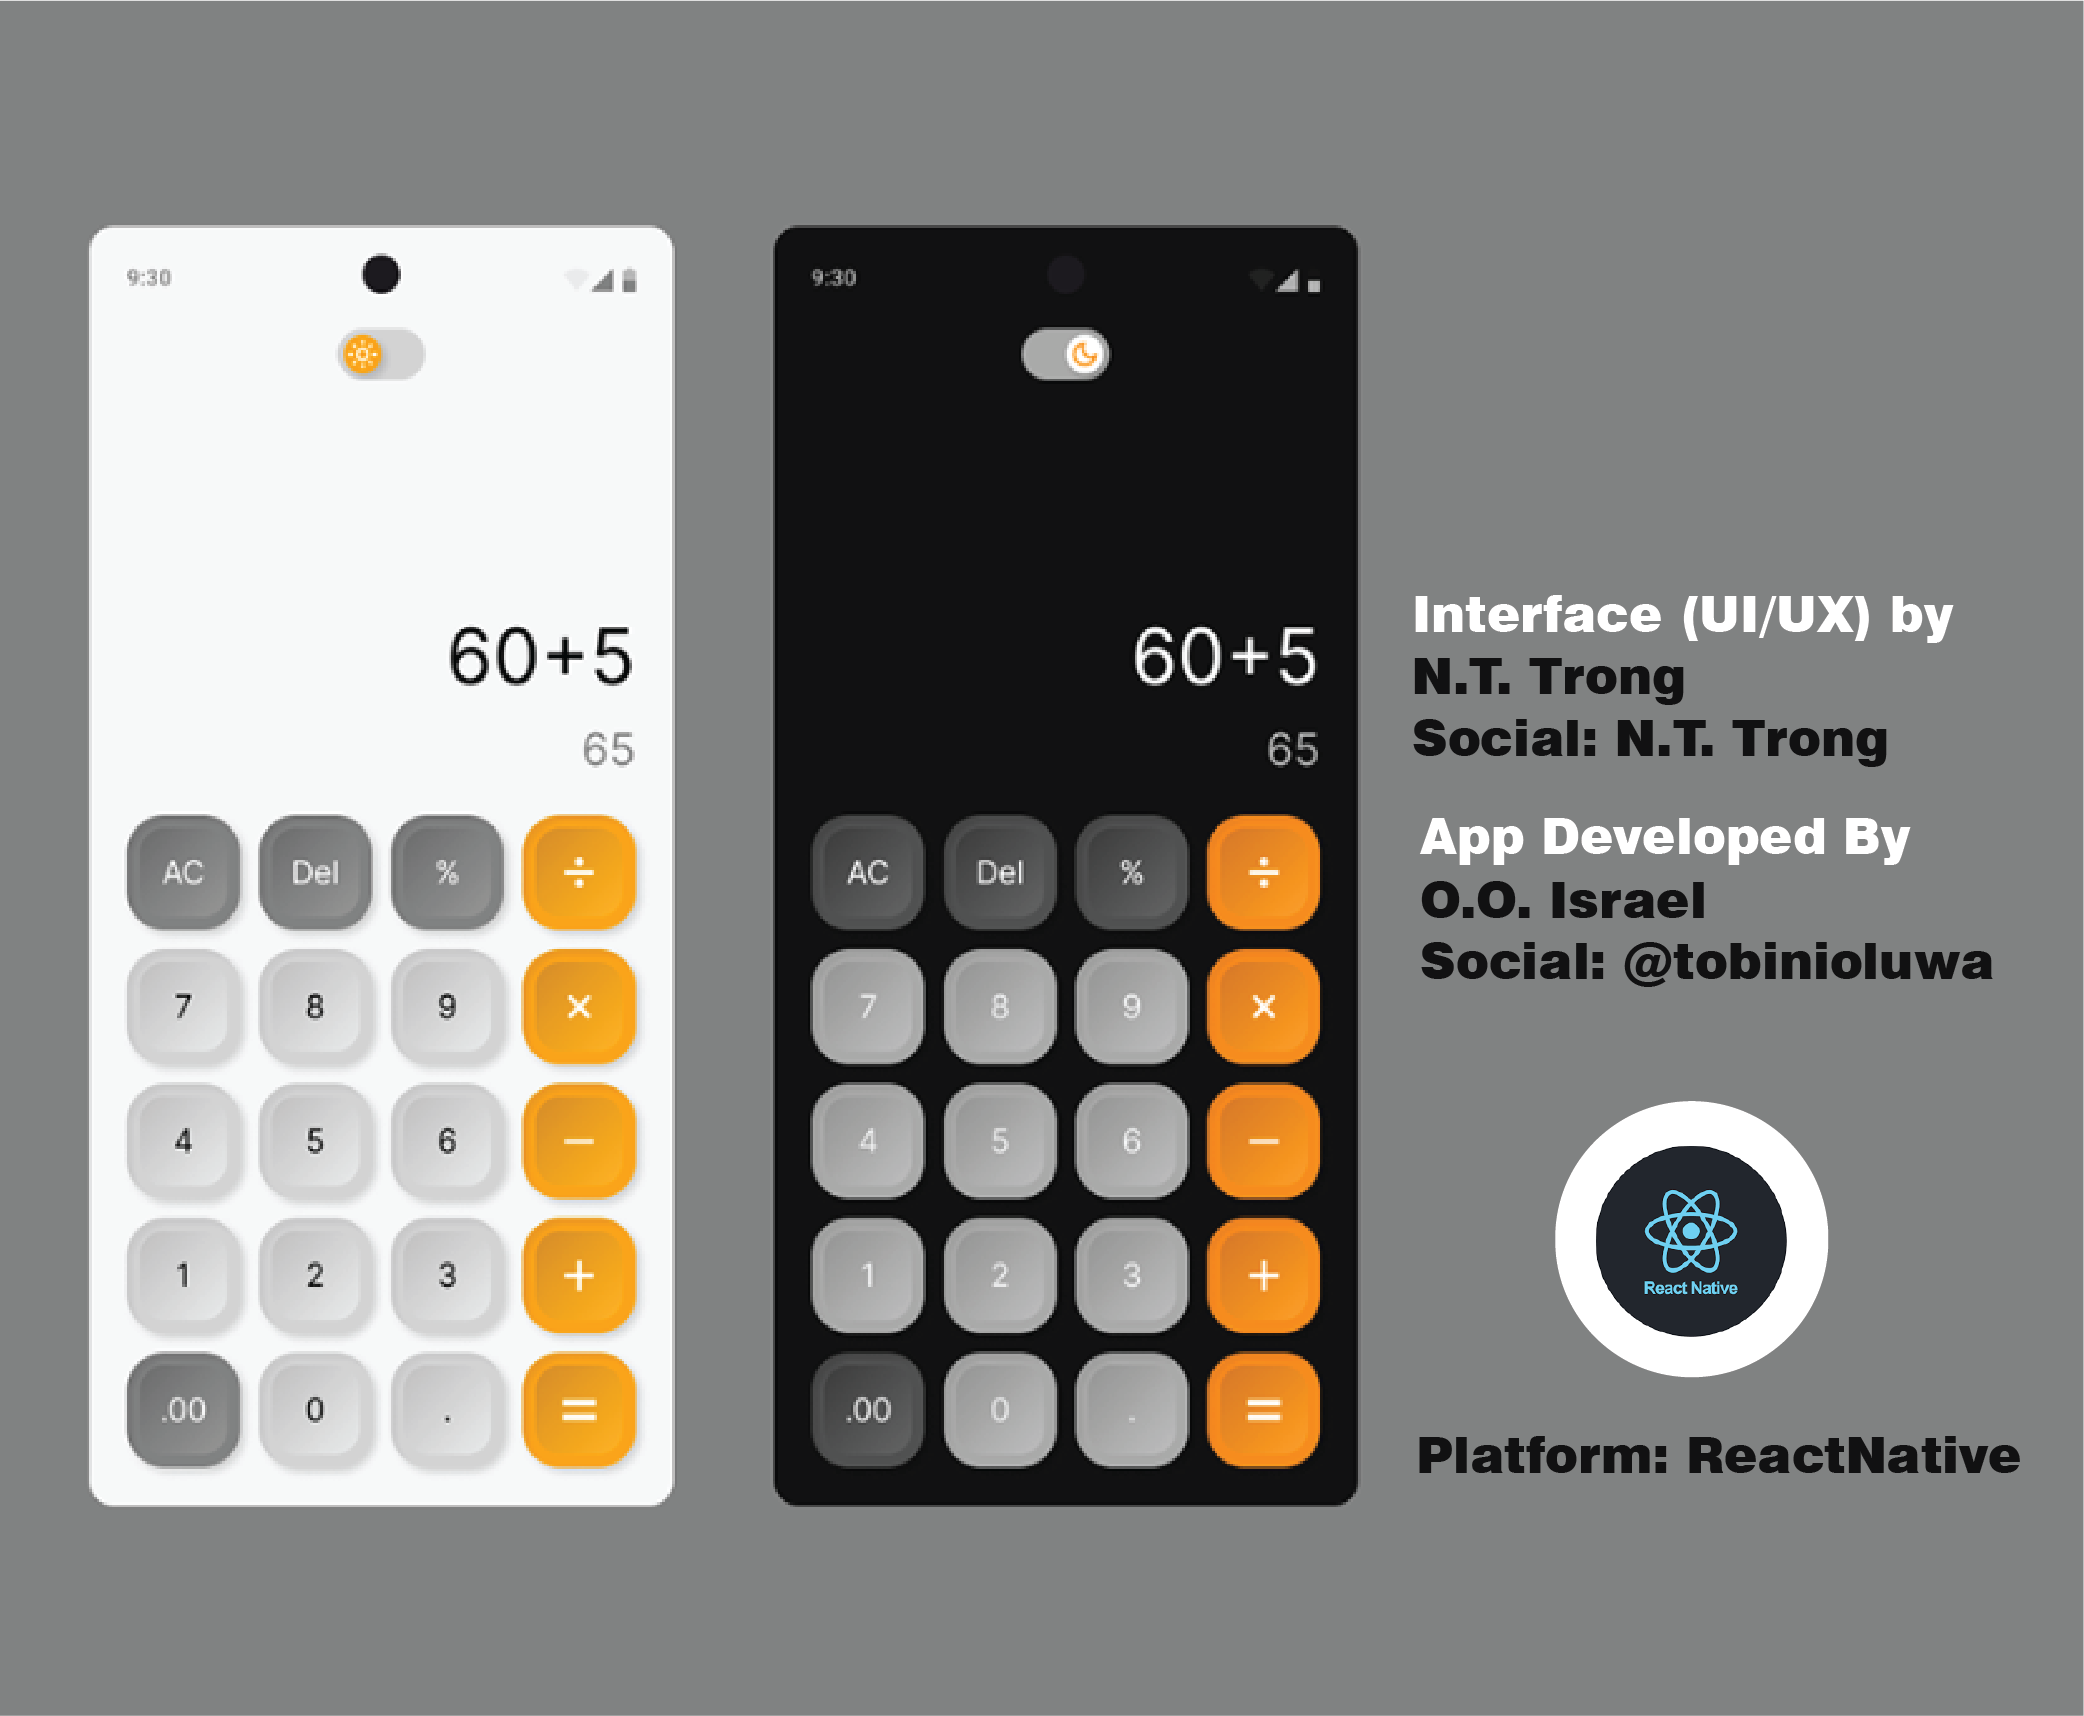 9:30
60+5
65
AC Del % ÷
7 8 9 ×
4 5 6 −
1 2 3 +
.00 0 . =
9:30
60+5
65
AC Del % ÷
7 8 9 ×
4 5 6 −
1 2 3 +
.00 0 . =
Interface (UI/UX) by
N.T. Trong
Social: N.T. Trong
App Developed By
O.O. Israel
Social: @tobinioluwa
React Native
Platform: ReactNative